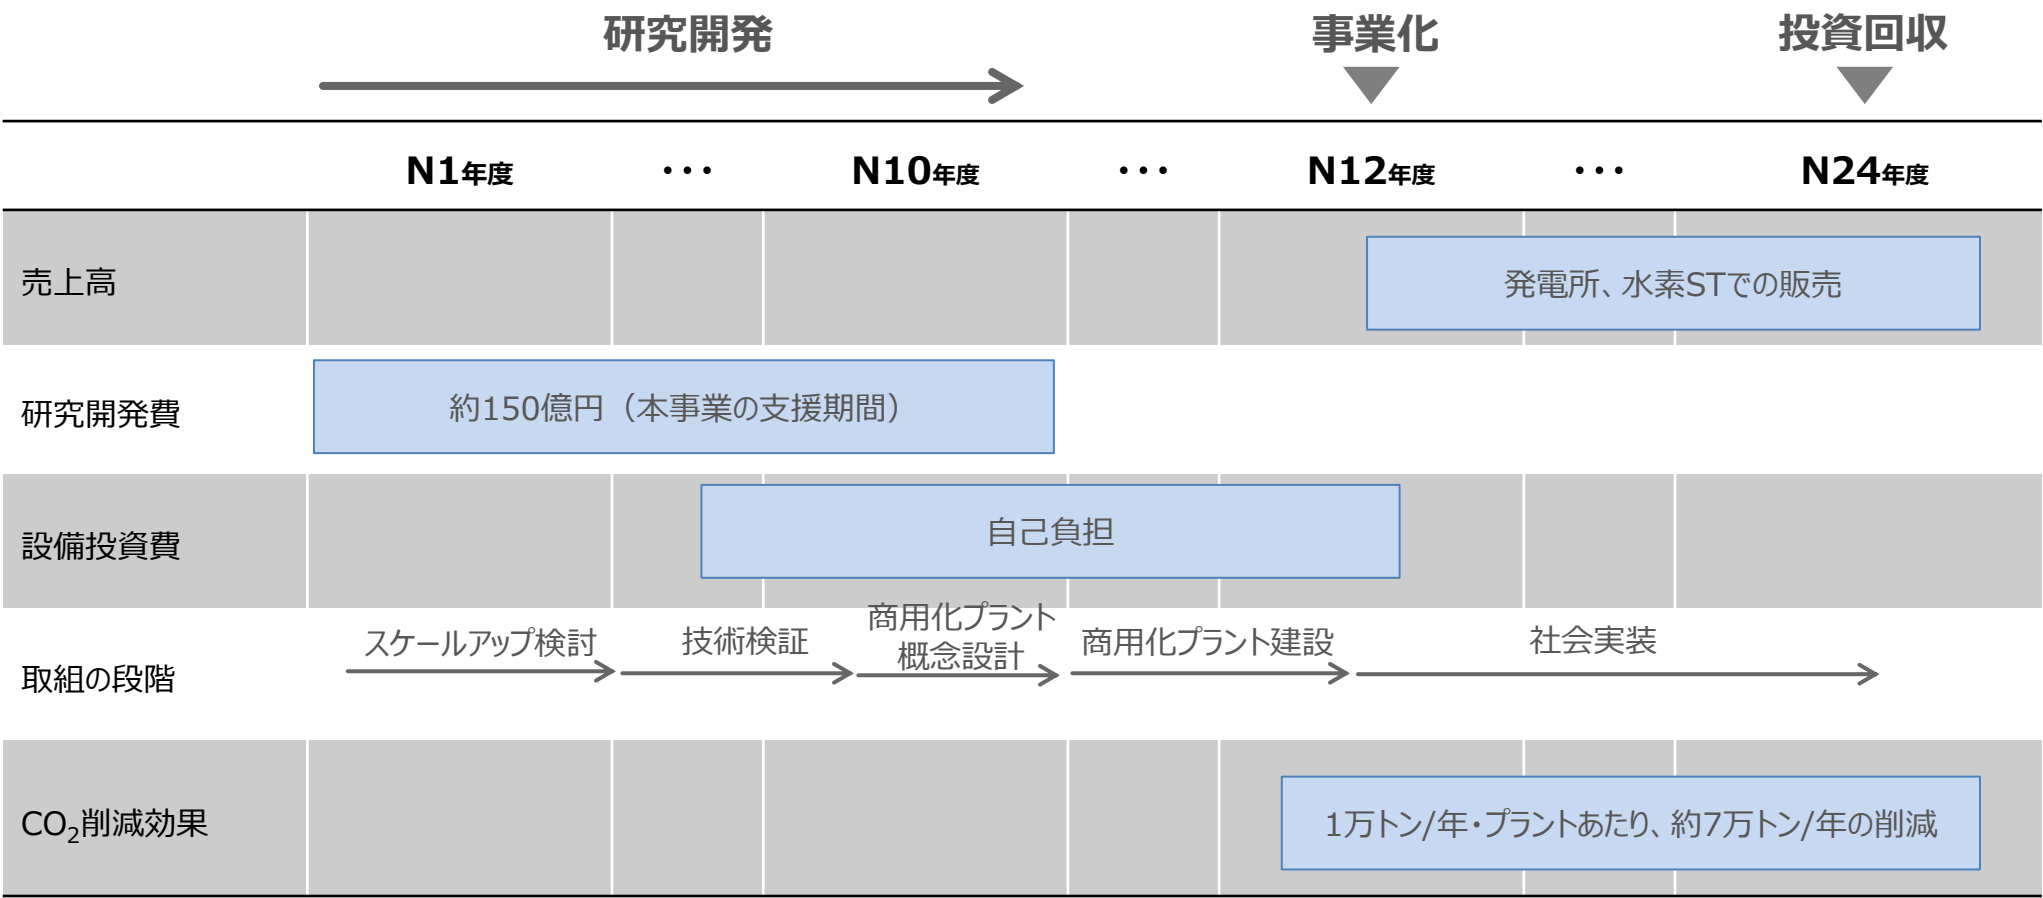 研究開発
事業化
投資回収
N1年度
・・・
N10年度
・・・
N12年度
・・・
N24年度
売上高
発電所、水素STでの販売
研究開発費
約150億円（本事業の支援期間）
設備投資費
自己負担
取組の段階
スケールアップ検討
技術検証
商用化プラント
概念設計
商用化プラント建設
社会実装
CO₂削減効果
1万トン/年・プラントあたり、約7万トン/年の削減